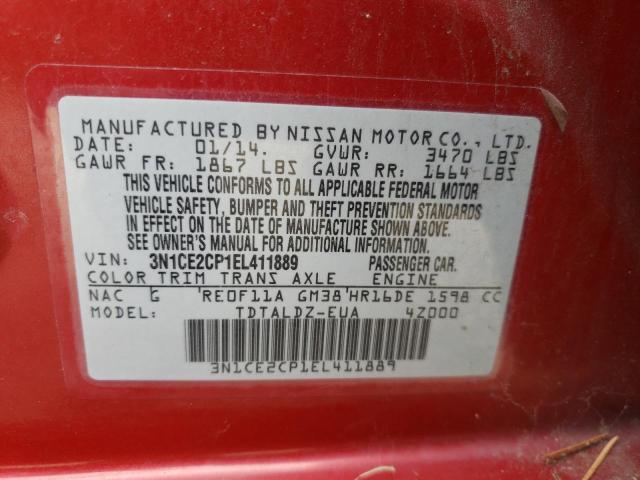 MANUFACTURED BY NISSAN MOTOR CO., LTD.
DATE: 01/14. GVWR: 3470 LBS
GAWR FR: 1867 LBS GAWR RR: 1664 LBS
THIS VEHICLE CONFORMS TO ALL APPLICABLE FEDERAL MOTOR
VEHICLE SAFETY, BUMPER AND THEFT PREVENTION STANDARDS
IN EFFECT ON THE DATE OF MANUFACTURE SHOWN ABOVE.
SEE OWNER'S MANUAL FOR ADDITIONAL INFORMATION.
VIN: 3N1CE2CP1EL411889 PASSENGER CAR.
COLOR TRIM TRANS AXLE ENGINE
NAC G RE0F11A GM38 HR16DE 1598 CC
MODEL: TDTALDZ-EUA 4Z000
3N1CE2CP1EL411889